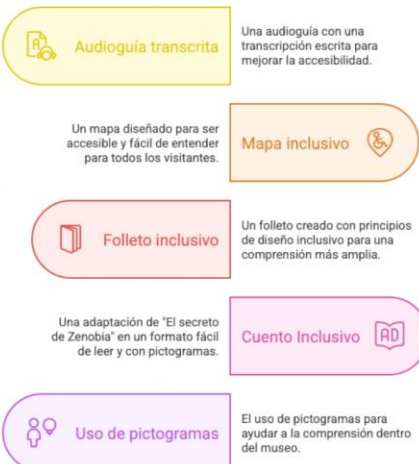 Audioguía transcrita
Una audioguía con una
transcripción escrita para
mejorar la accesibilidad.
Un mapa diseñado para ser
accesible y fácil de entender
para todos los visitantes.
Mapa inclusivo
Folleto inclusivo
Un folleto creado con principios
de diseño inclusivo para una
comprensión más amplia.
Una adaptación de "El secreto
de Zenobia" en un formato fácil
de leer y con pictogramas.
Cuento Inclusivo
AD
Uso de pictogramas
El uso de pictogramas para
ayudar a la comprensión dentro
del museo.